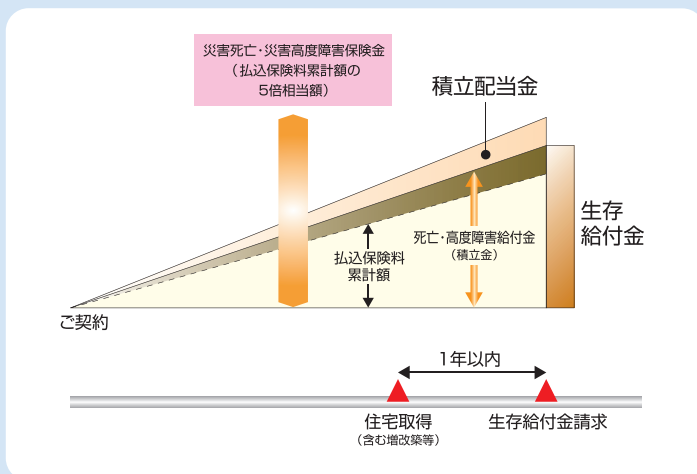 災害死亡・災害高度障害保険金
（払込保険料累計額の
5倍相当額）
積立配当金
生存
給付金
死亡・高度障害給付金
（積立金）
払込保険料
累計額
ご契約
1年以内
住宅取得
（含む増改築等）
生存給付金請求